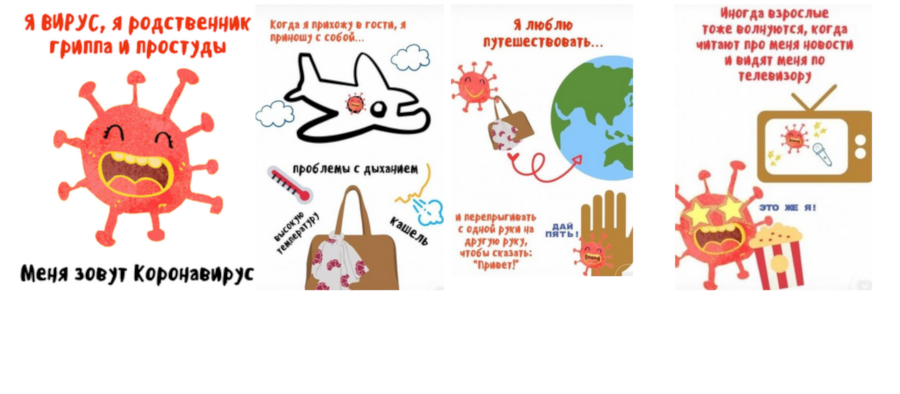 Я ВИРУС, я родственник
гриппа и простуды
Меня зовут Коронавирус
Когда я прихожу в гости, я
приношу с собой...
проблемы с дыханием
высокую
температуру
кашель
Я люблю
путешествовать...
и перепрыгивать
с одной руки на
другую руку,
чтобы сказать:
"Привет!"
ДАЙ
ПЯТЬ!
Иногда взрослые
тоже волнуются, когда
читают про меня новости
и видят меня по
телевизору
ЭТО ЖЕ Я!